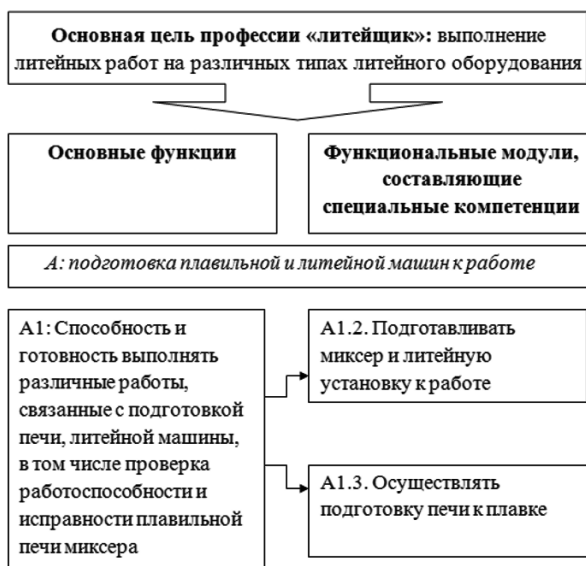 Основная цель профессии «литейщик»: выполнение
литейных работ на различных типах литейного оборудования
Основные функции
Функциональные модули,
составляющие
специальные компетенции
А: подготовка плавильной и литейной машин к работе
А1: Способность и
готовность выполнять
различные работы,
связанные с подготовкой
печи, литейной машины,
в том числе проверка
работоспособности и
исправности плавильной
печи миксера
А1.2. Подготавливать
миксер и литейную
установку к работе
А1.3. Осуществлять
подготовку печи к плавке